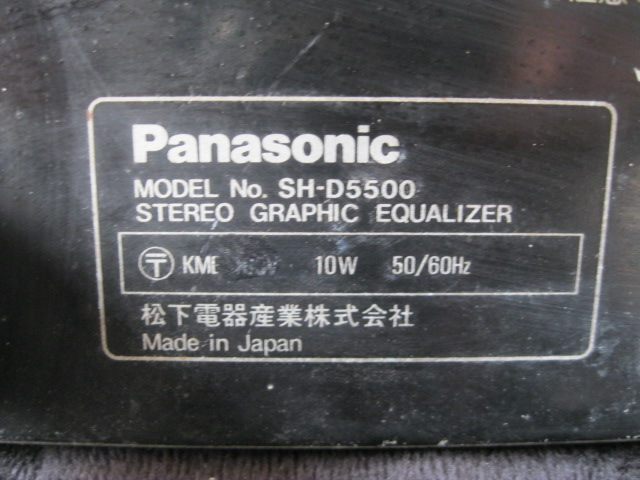 Panasonic
MODEL No. SH-D5500
STEREO GRAPHIC EQUALIZER
〒 KME 10W 50/60Hz
松下電器産業株式会社
Made in Japan